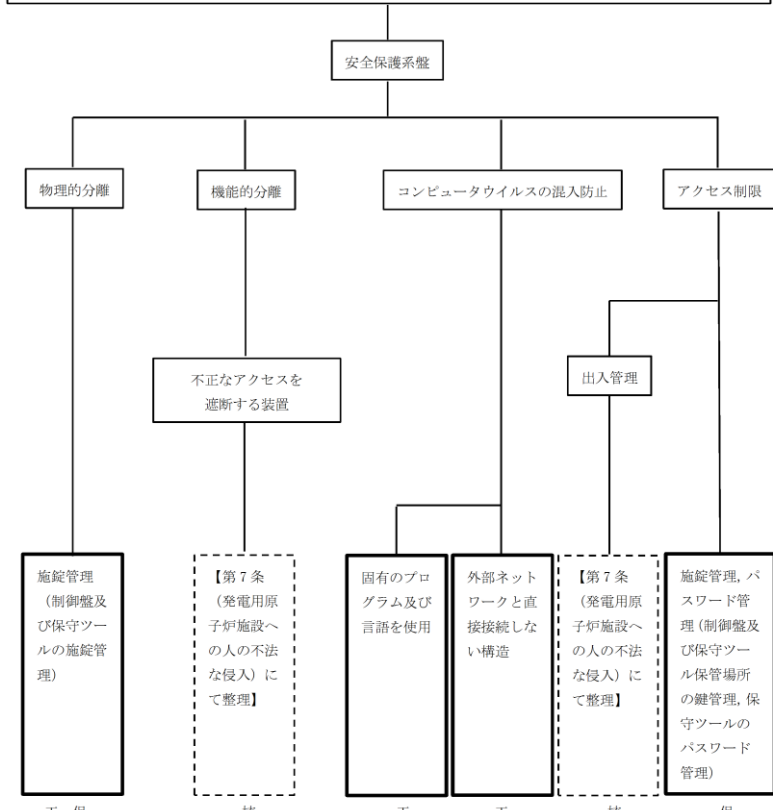 安全保護系盤
物理的分離
機能的分離
コンピュータウイルスの混入防止
アクセス制限
不正なアクセスを
遮断する装置
出入管理
施錠管理
(制御盤及
び保守ツー
ルの施錠管
理)
【第7条
(発電用原
子炉施設へ
の人の不法
な侵入)に
て整理】
固有のプロ
グラム及び
言語を使用
外部ネット
ワークと直
接接続しな
い構造
【第7条
(発電用原
子炉施設へ
の人の不法
な侵入)に
て整理】
施錠管理, パ
スワード管
理(制御盤及
び保守ツー
ル保管場所
の鍵管理, 保
守ツールの
パスワード
管理)